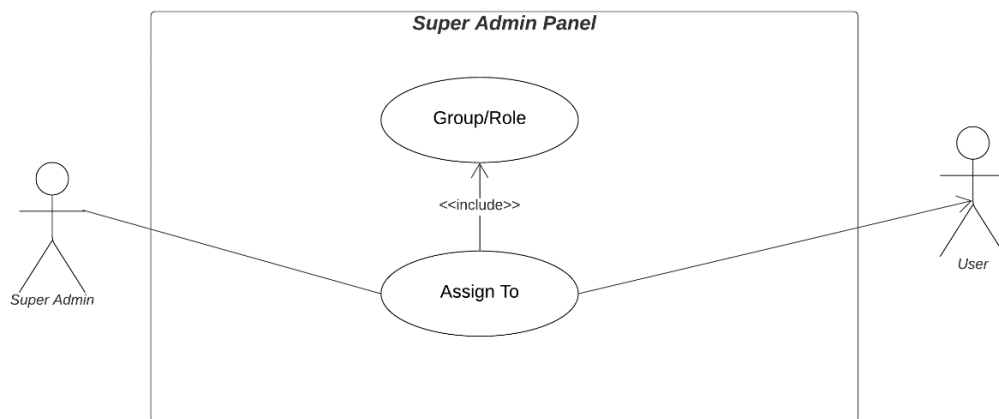 Super Admin Panel
Group/Role
<<include>>
Assign To
Super Admin
User